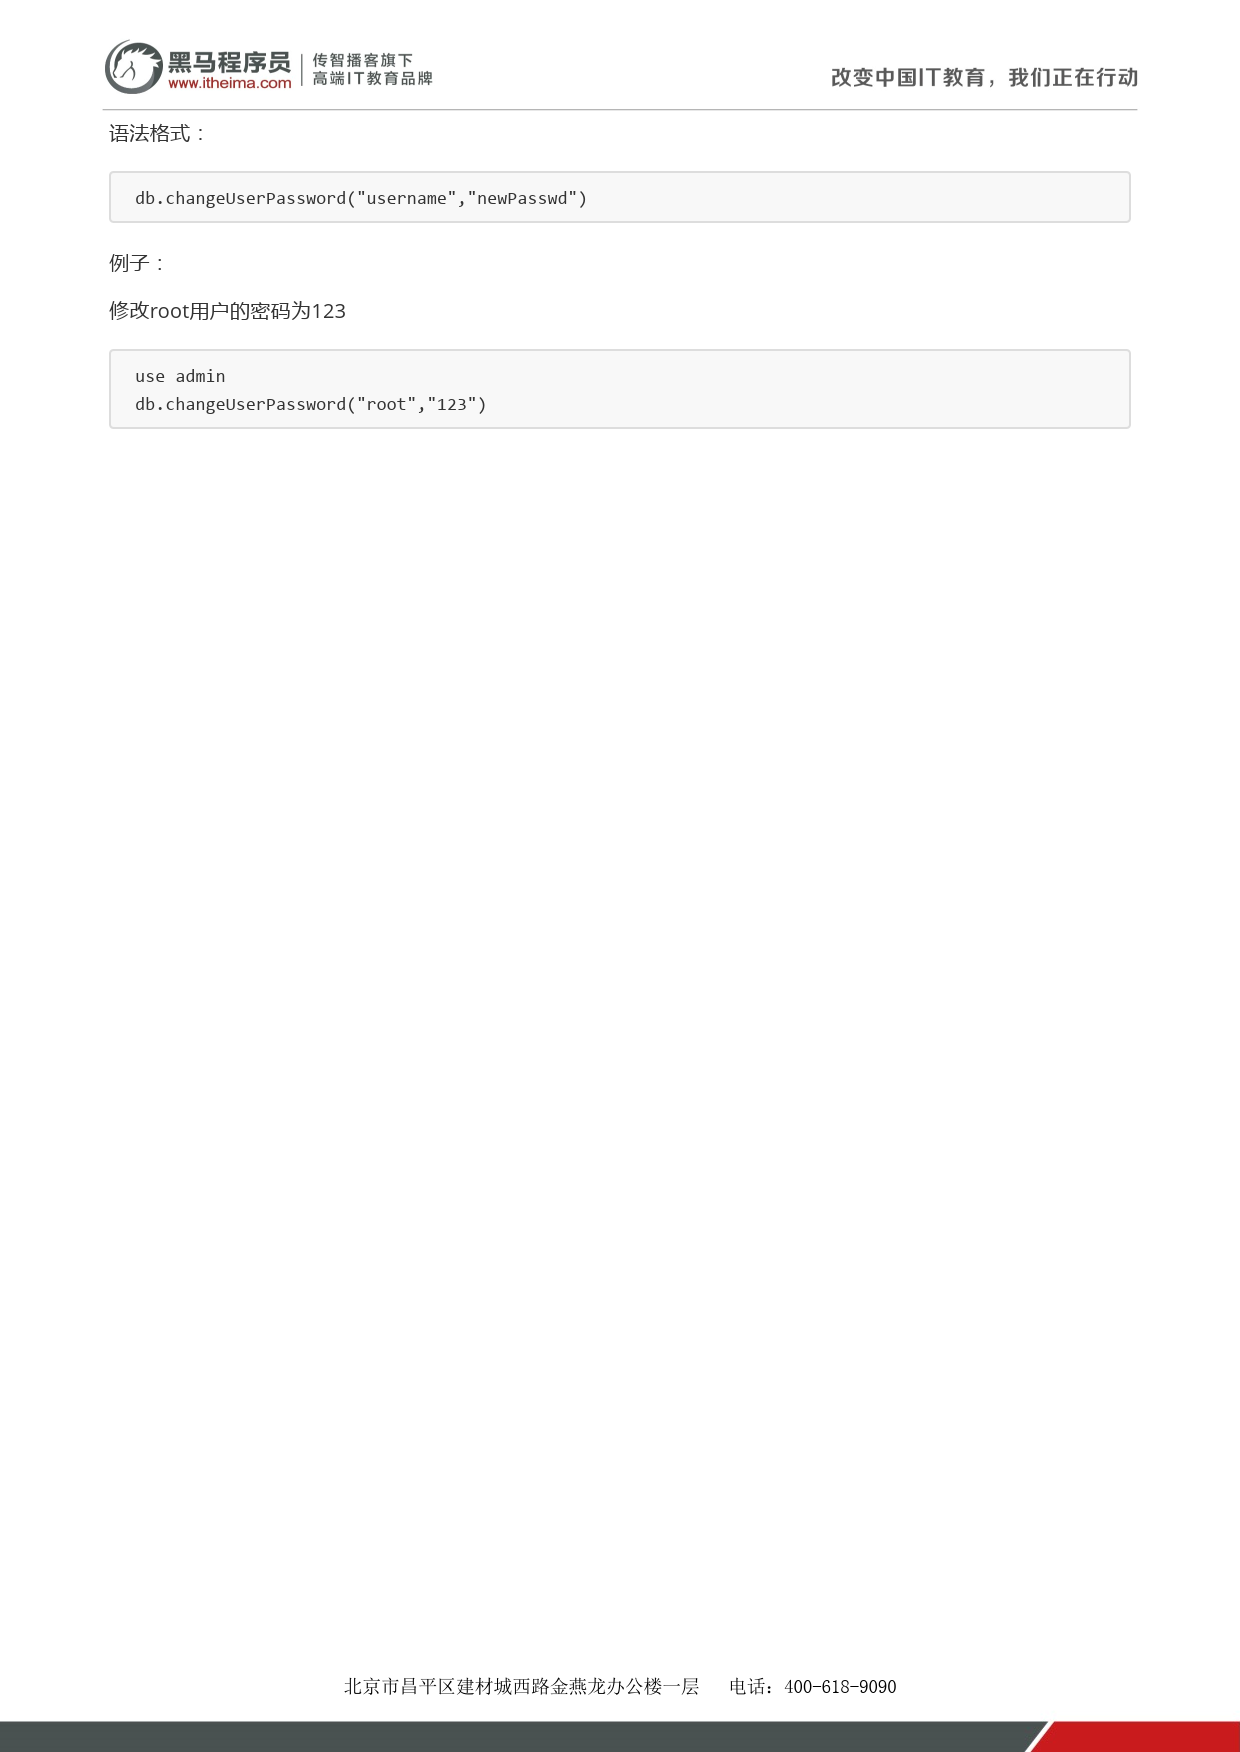 黑马程序员
www.itheima.com
传智播客旗下
高端IT教育品牌
改变中国IT教育，我们正在行动
语法格式：
db.changeUserPassword("username","newPasswd")
例子：
修改root用户的密码为123
use admin
db.changeUserPassword("root","123")
北京市昌平区建材城西路金燕龙办公楼一层 电话：400-618-9090